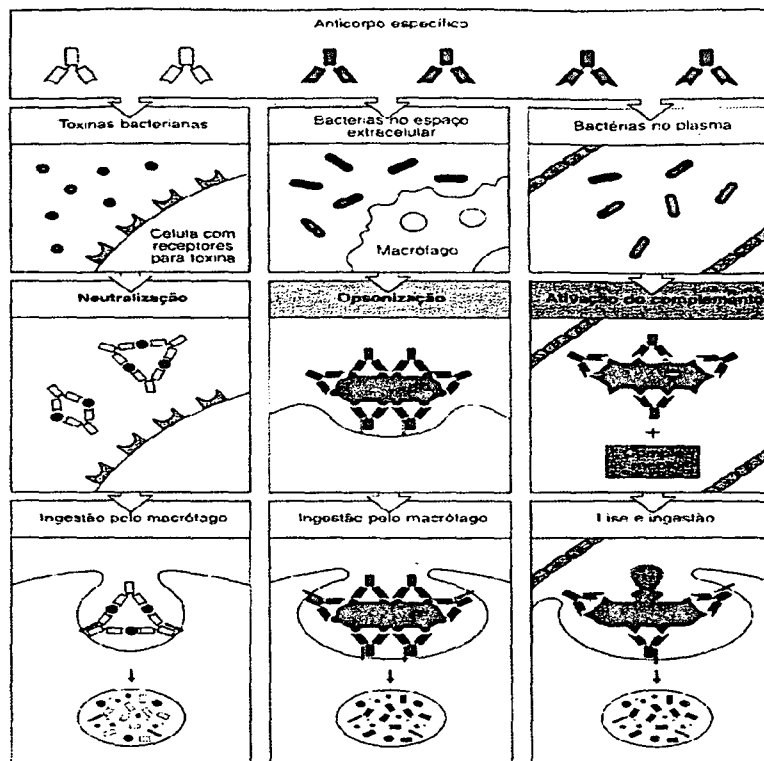 Anticorpo específico
Toxinas bacterianas
Bacterias no espaço
extracelular
Bactérias no plasma
Célula com
receptores
para toxina
Macrófago
Neutralização
Opsonização
Ativação do complemento
+
Ingestão pelo macrófago
Ingestão pelo macrófago
Lise e ingestão